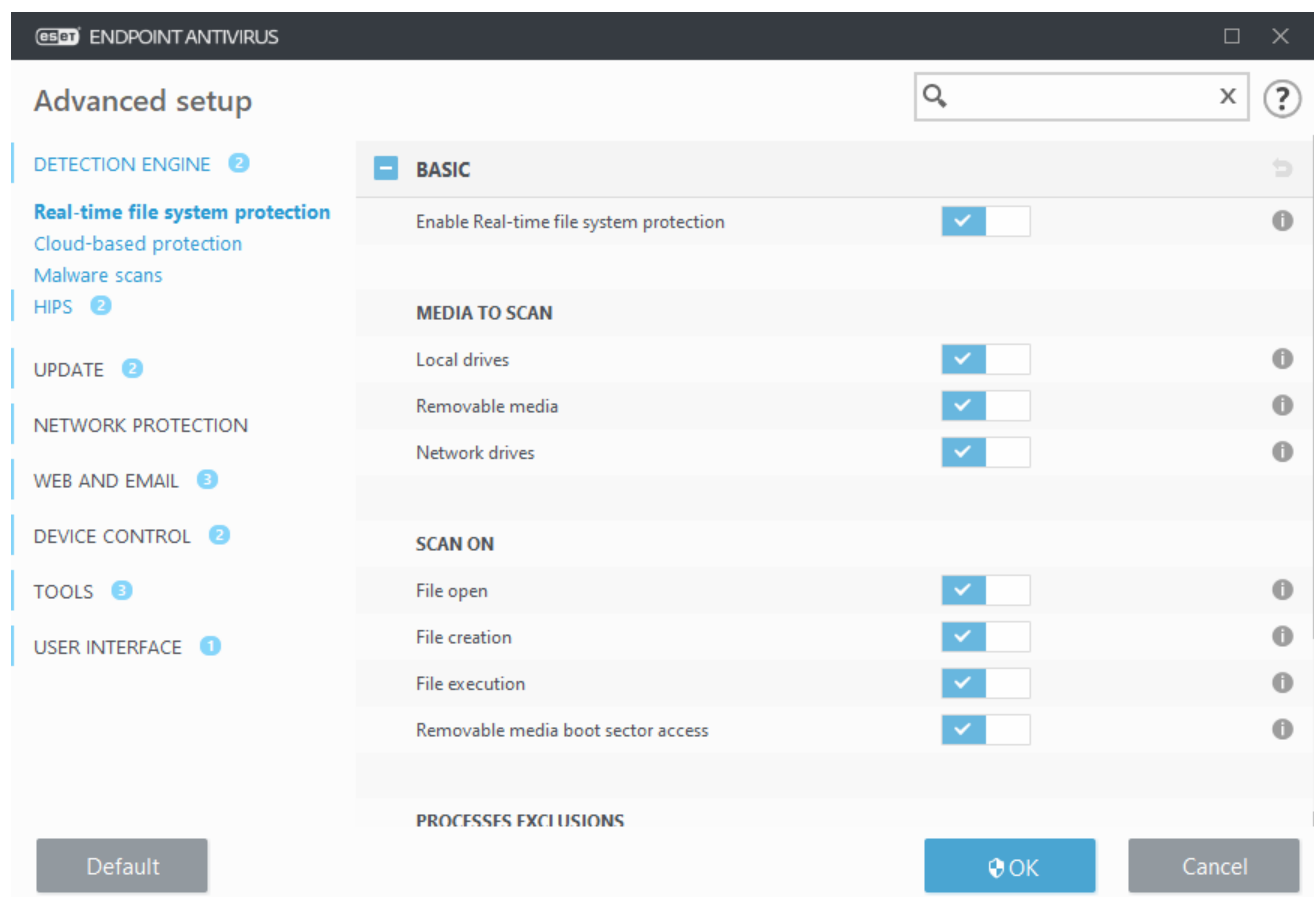 eset ENDPOINT ANTIVIRUS
Advanced setup
X
?
DETECTION ENGINE 2
Real-time file system protection
Cloud-based protection
Malware scans
HIPS 2
UPDATE 2
NETWORK PROTECTION
WEB AND EMAIL 3
DEVICE CONTROL 2
TOOLS 3
USER INTERFACE 1
BASIC
Enable Real-time file system protection
MEDIA TO SCAN
Local drives
Removable media
Network drives
SCAN ON
File open
File creation
File execution
Removable media boot sector access
PROCESSES EXCLUSIONS
Default
OK
Cancel